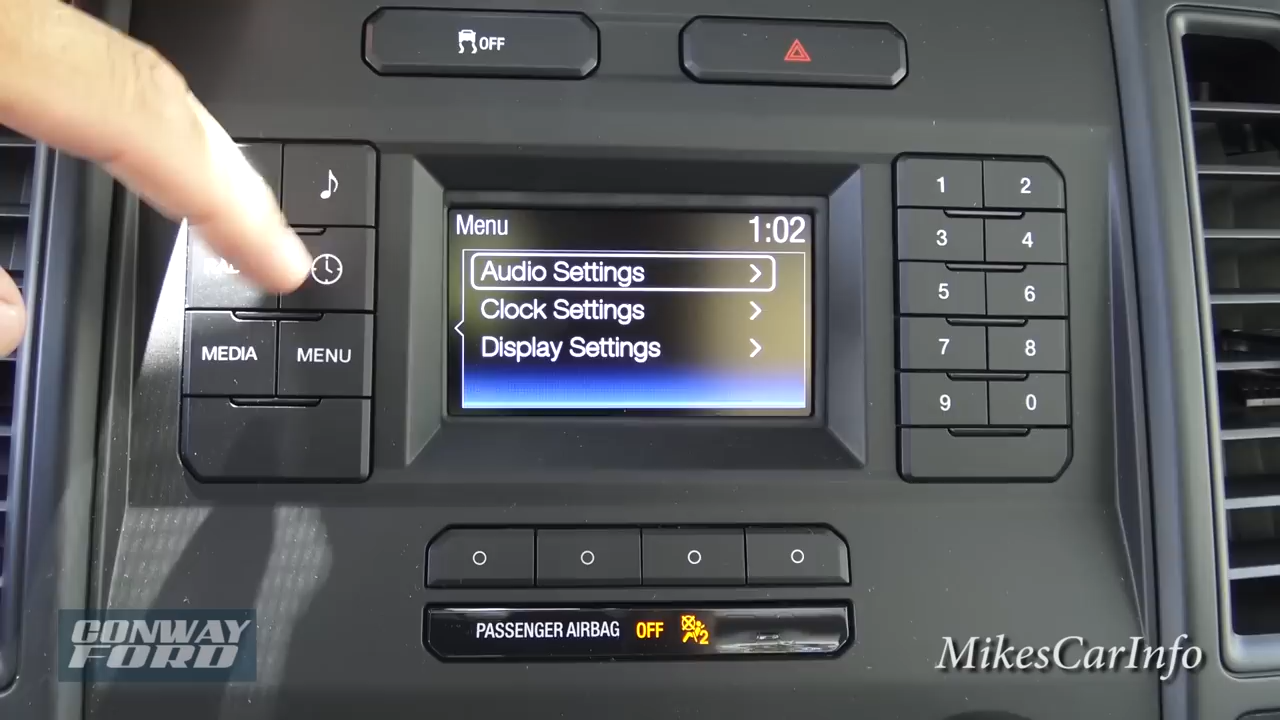 OFF
Menu 1:02
Audio Settings
Clock Settings
Display Settings
MEDIA MENU
1 2
3 4
5 6
7 8
9 0
PASSENGER AIRBAG OFF 2
CONWAY
FORD
MikesCarInfo